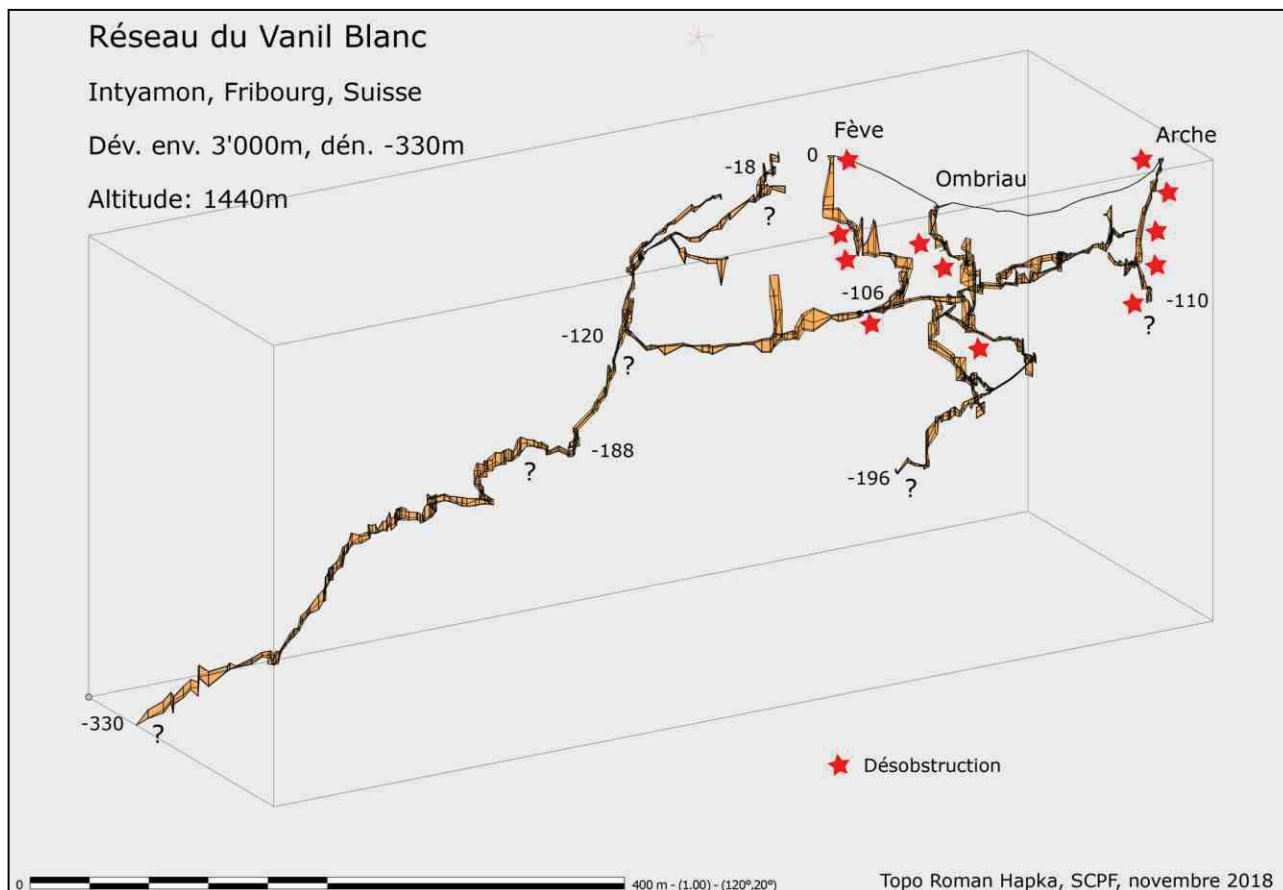 Réseau du Vanil Blanc
Intyamon, Fribourg, Suisse
Dév. env. 3'000m, dén. -330m
Altitude: 1440m
Fève
Arche
0
-18
Ombriau
?
-106
-110
?
-120
?
-188
?
-196
?
-330
?
Désobstruction
0
400 m - (1.00) - (120°,20°)
Topo Roman Hapka, SCPF, novembre 2018